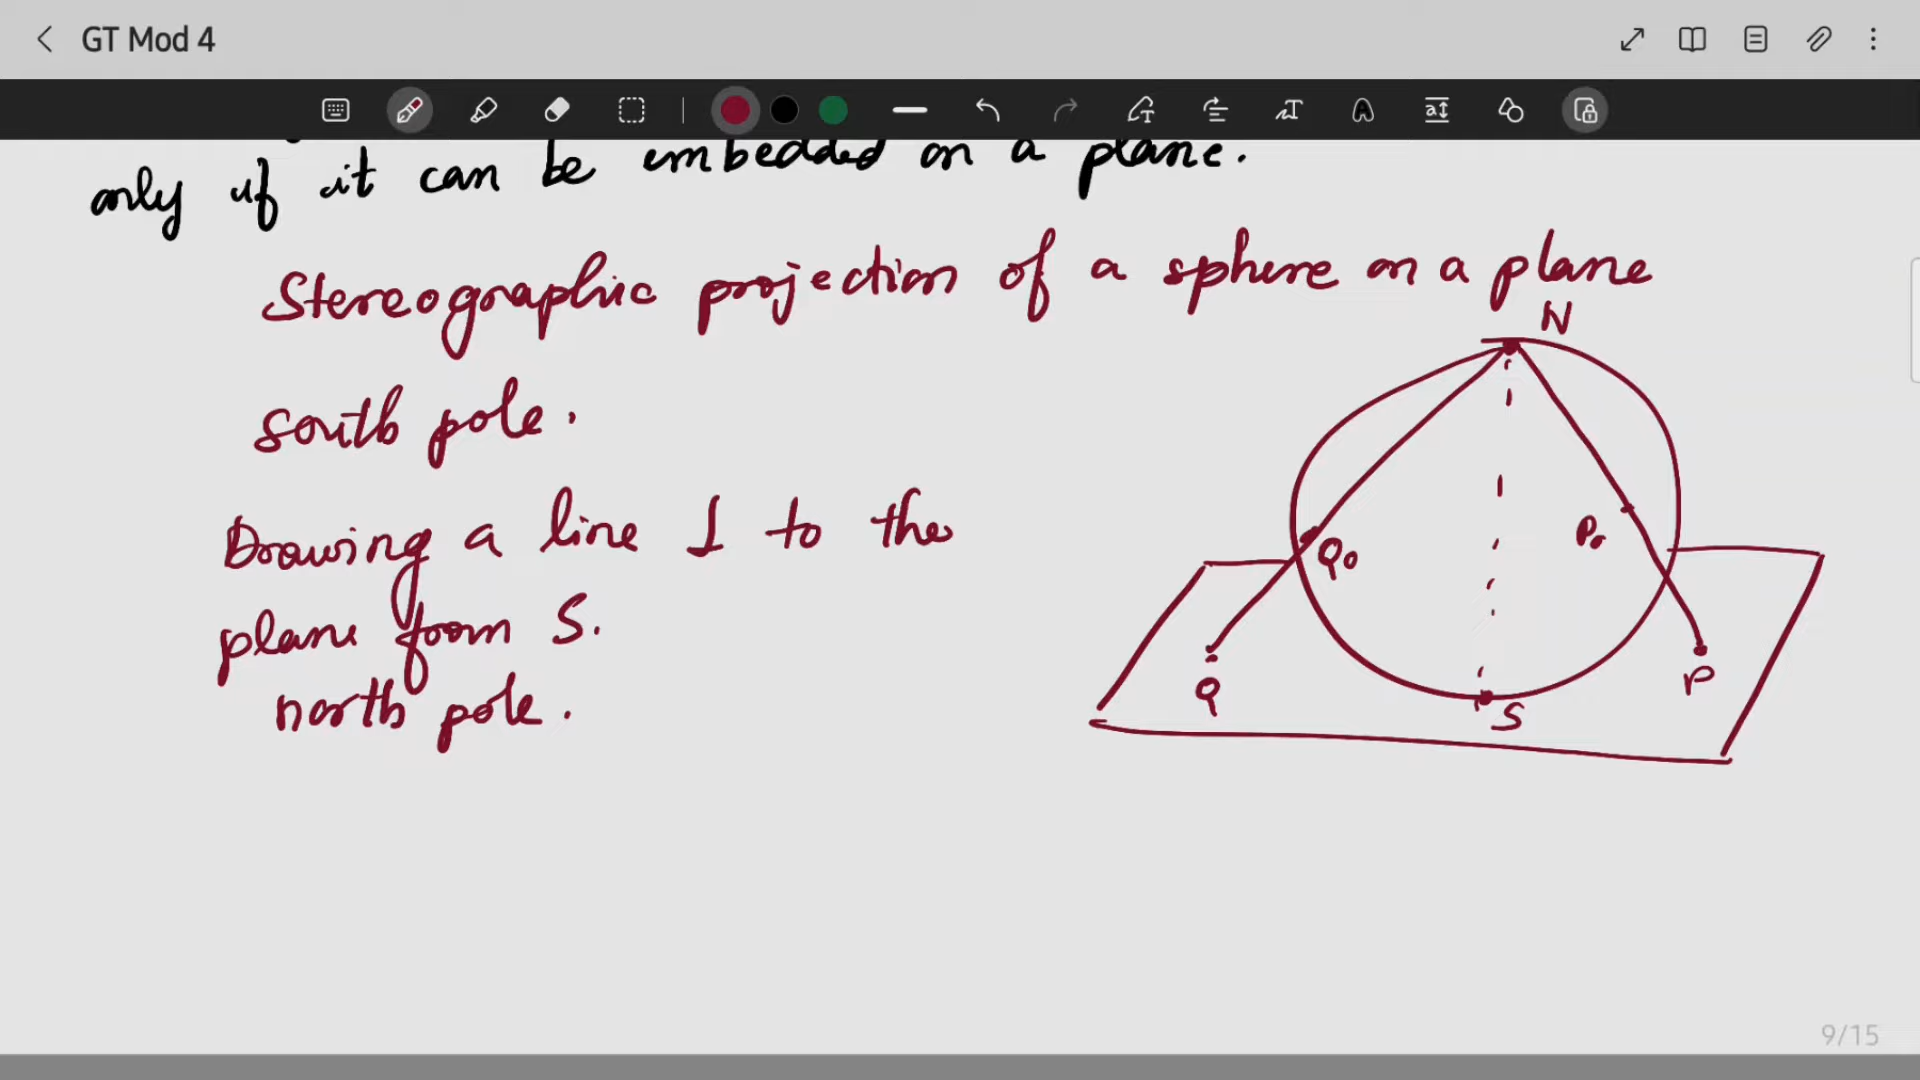 GT Mod 4
only if it can be embedded on a plane.
Stereographic projection of a sphere on a plane
N
south pole.
Drawing a line ⊥ to the
Q0
P0
plane from S.
Q
P
S
north pole.
9/15